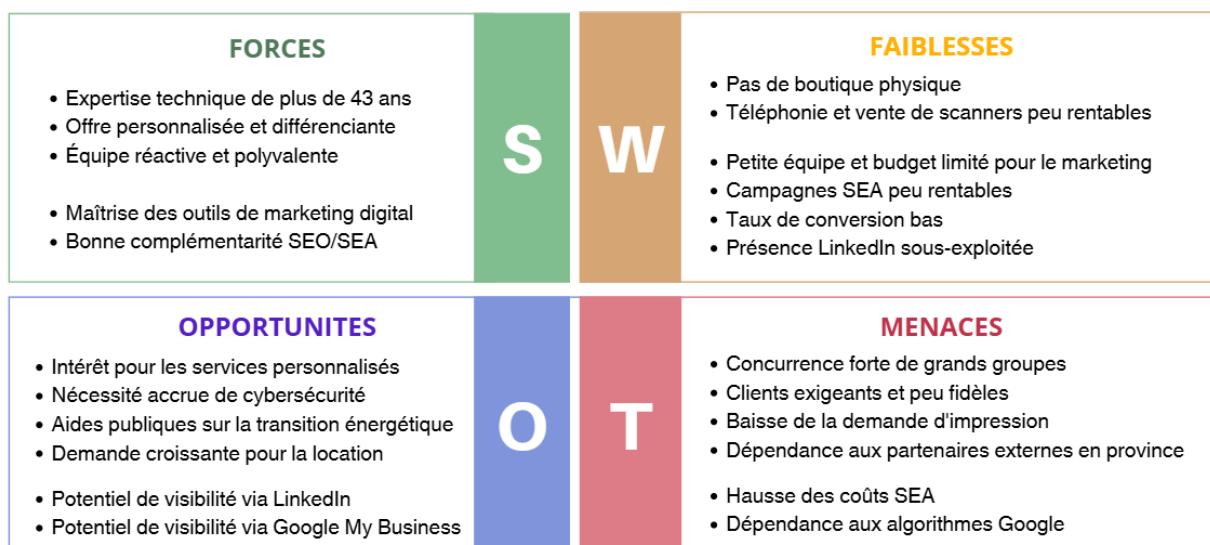 FORCES
• Expertise technique de plus de 43 ans
• Offre personnalisée et différenciante
• Équipe réactive et polyvalente
• Maîtrise des outils de marketing digital
• Bonne complémentarité SEO/SEA
S
W
FAIBLESSES
• Pas de boutique physique
• Téléphonie et vente de scanners peu rentables
• Petite équipe et budget limité pour le marketing
• Campagnes SEA peu rentables
• Taux de conversion bas
• Présence LinkedIn sous-exploitée
OPPORTUNITES
• Intérêt pour les services personnalisés
• Nécessité accrue de cybersécurité
• Aides publiques sur la transition énergétique
• Demande croissante pour la location
• Potentiel de visibilité via LinkedIn
• Potentiel de visibilité via Google My Business
O
T
MENACES
• Concurrence forte de grands groupes
• Clients exigeants et peu fidèles
• Baisse de la demande d'impression
• Dépendance aux partenaires externes en province
• Hausse des coûts SEA
• Dépendance aux algorithmes Google